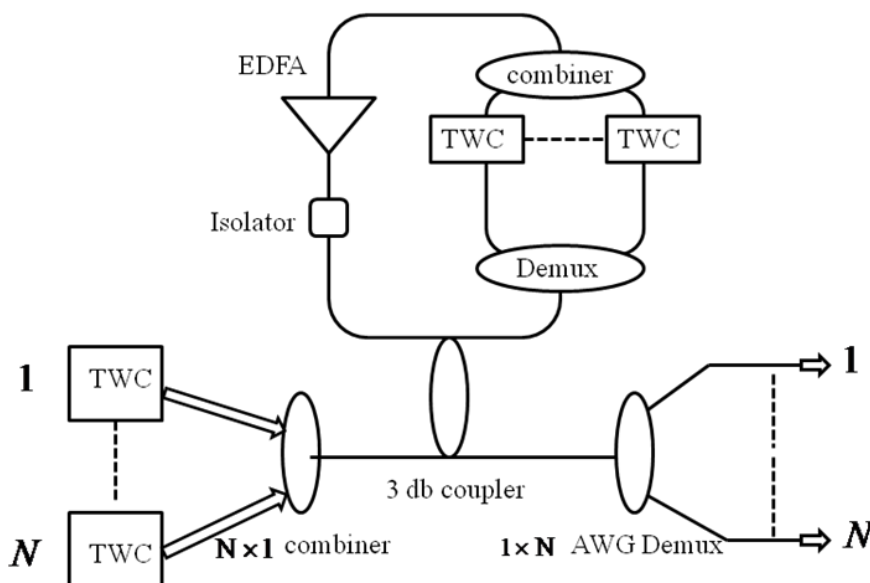 EDFA
combiner
TWC
TWC
Isolator
Demux
1
TWC
1
3 db coupler
N
TWC
N × 1 combiner
1 × N AWG Demux
N